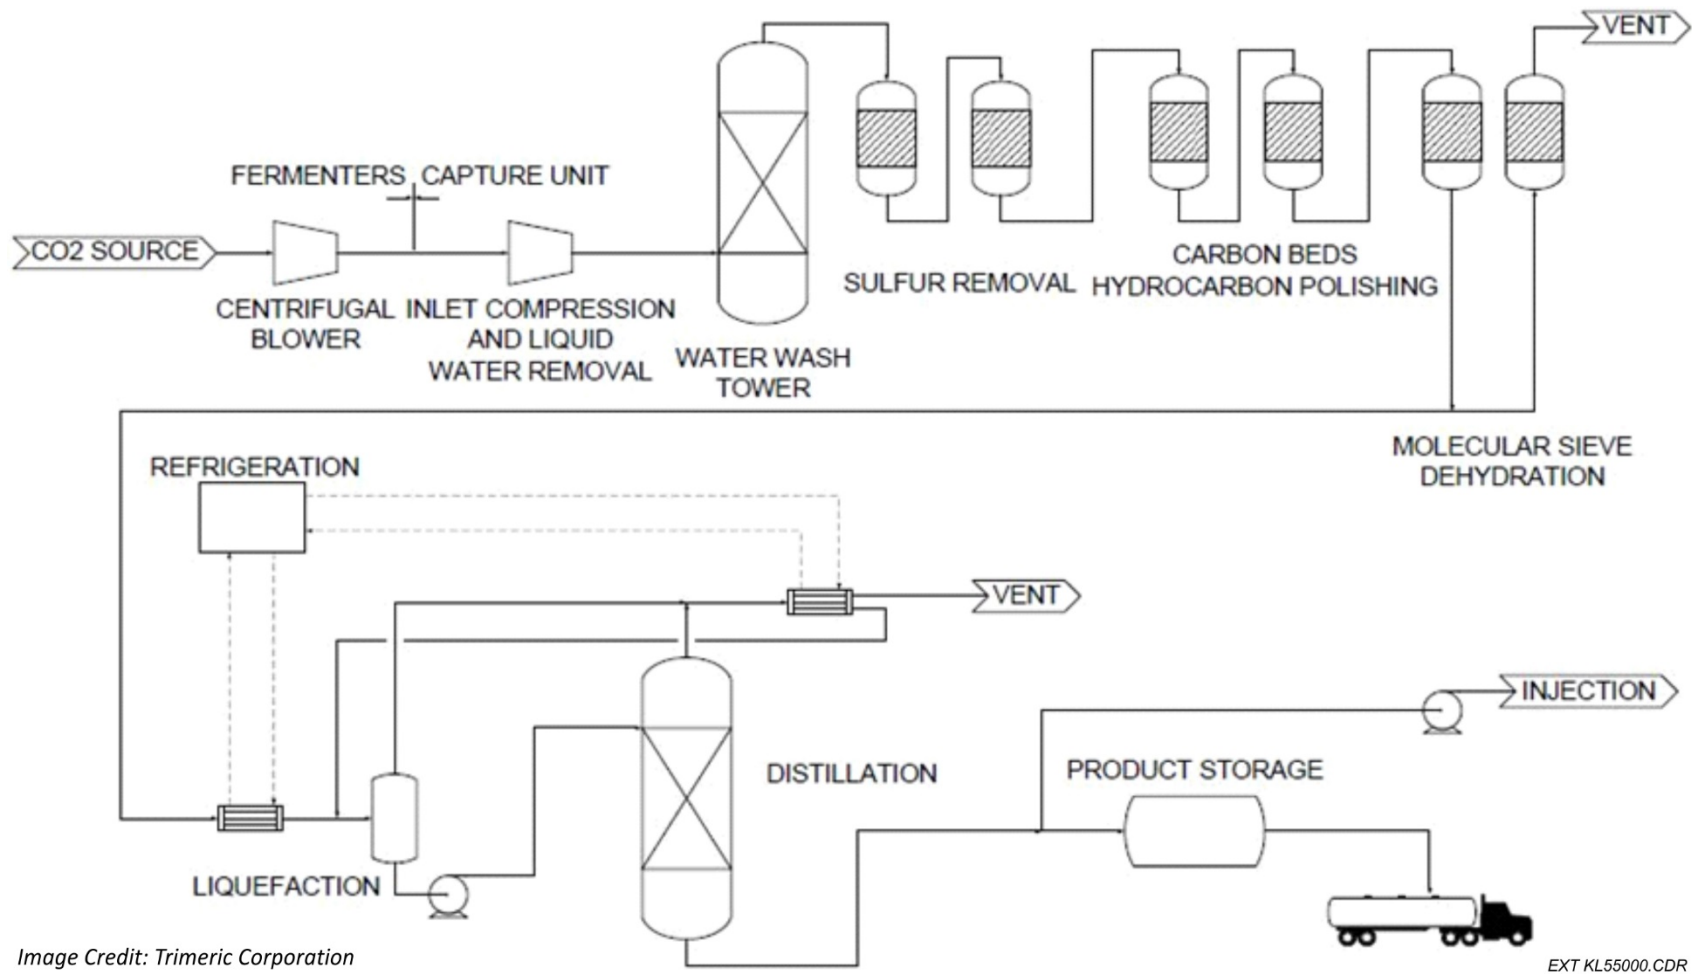 VENT
FERMENTERS CAPTURE UNIT
CO2 SOURCE
CENTRIFUGAL
BLOWER
INLET COMPRESSION
AND LIQUID
WATER REMOVAL
WATER WASH
TOWER
SULFUR REMOVAL
CARBON BEDS
HYDROCARBON POLISHING
MOLECULAR SIEVE
DEHYDRATION
REFRIGERATION
VENT
INJECTION
DISTILLATION
PRODUCT STORAGE
LIQUEFACTION
Image Credit: Trimeric Corporation
EXT KL55000.CDR